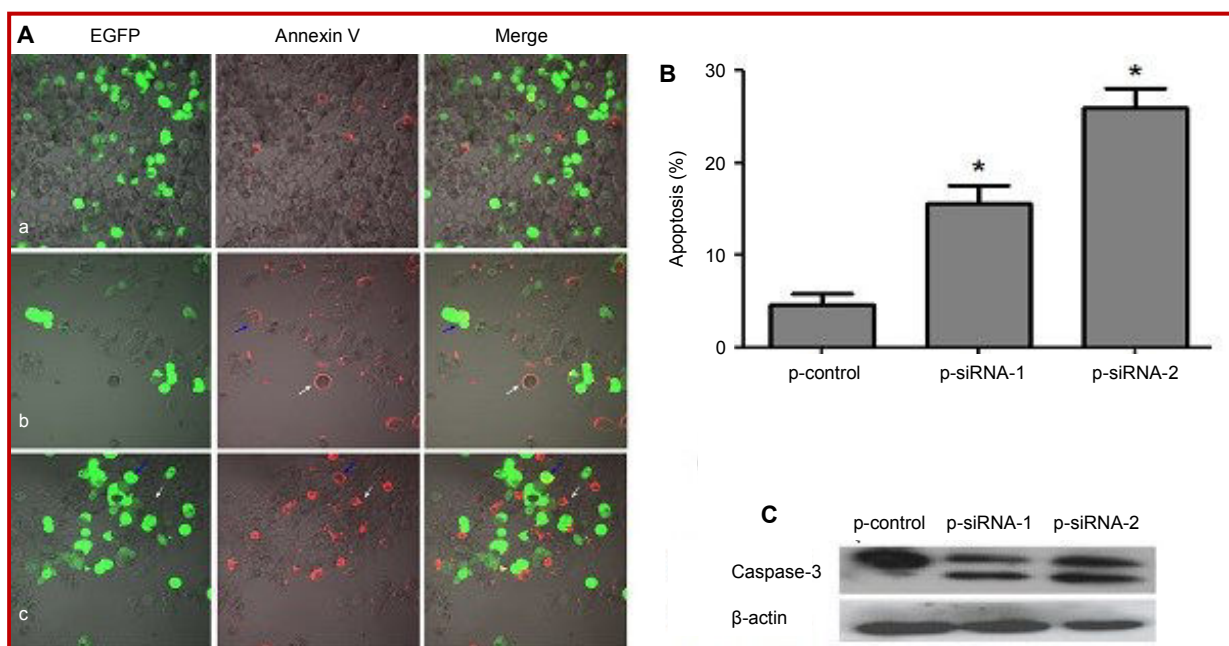 A
EGFP Annexin V Merge
a
b
c
B
30
20
10
0
Apoptosis (%)
*
*
p-control p-siRNA-1 p-siRNA-2
C
p-control p-siRNA-1 p-siRNA-2
Caspase-3
β-actin